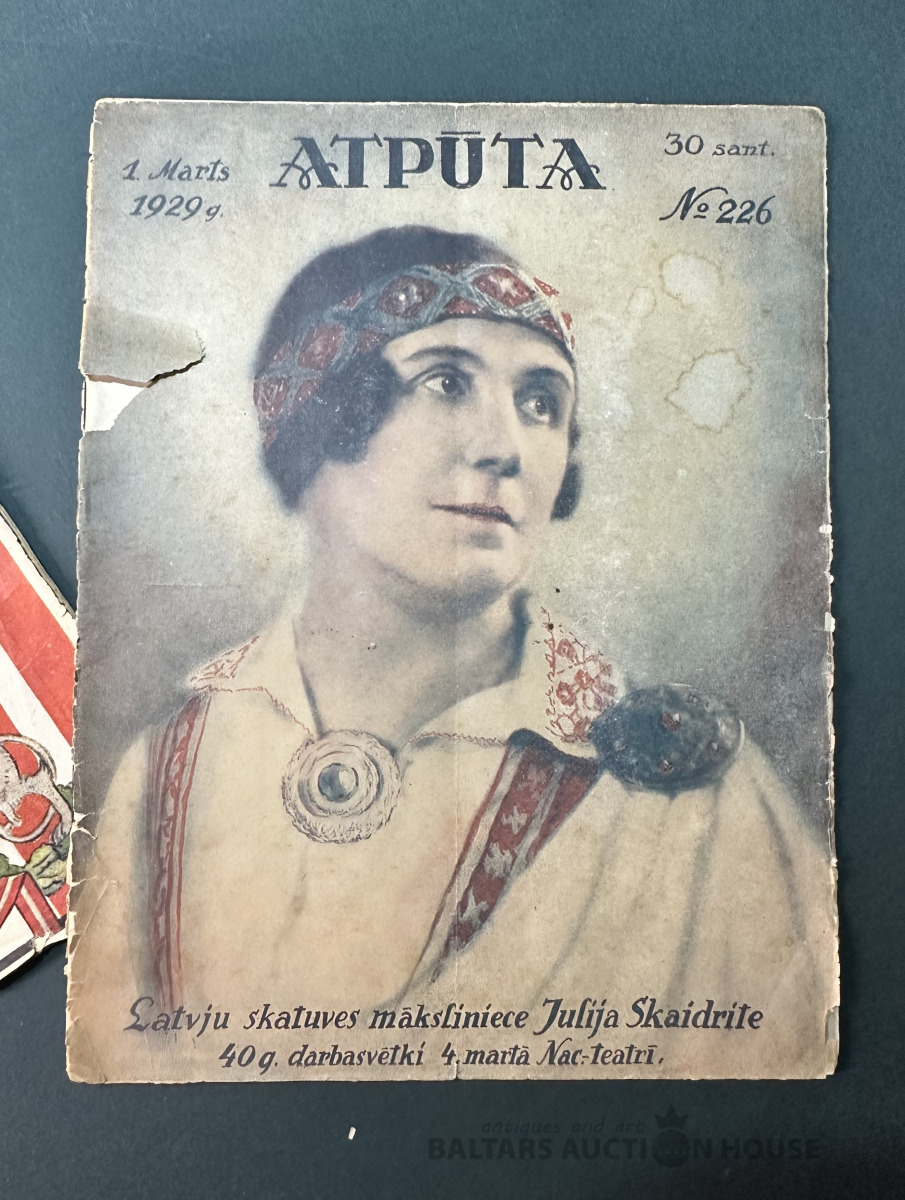 ATPŪTA
1. Marts
1929 g.
30 sant.
№ 226
Latvju skatuves māksliniece Julija Skaidrite
40 g. darbasvētki 4. martā Nac.-teatrī.
antiques and art
BALTARS AUCTION HOUSE